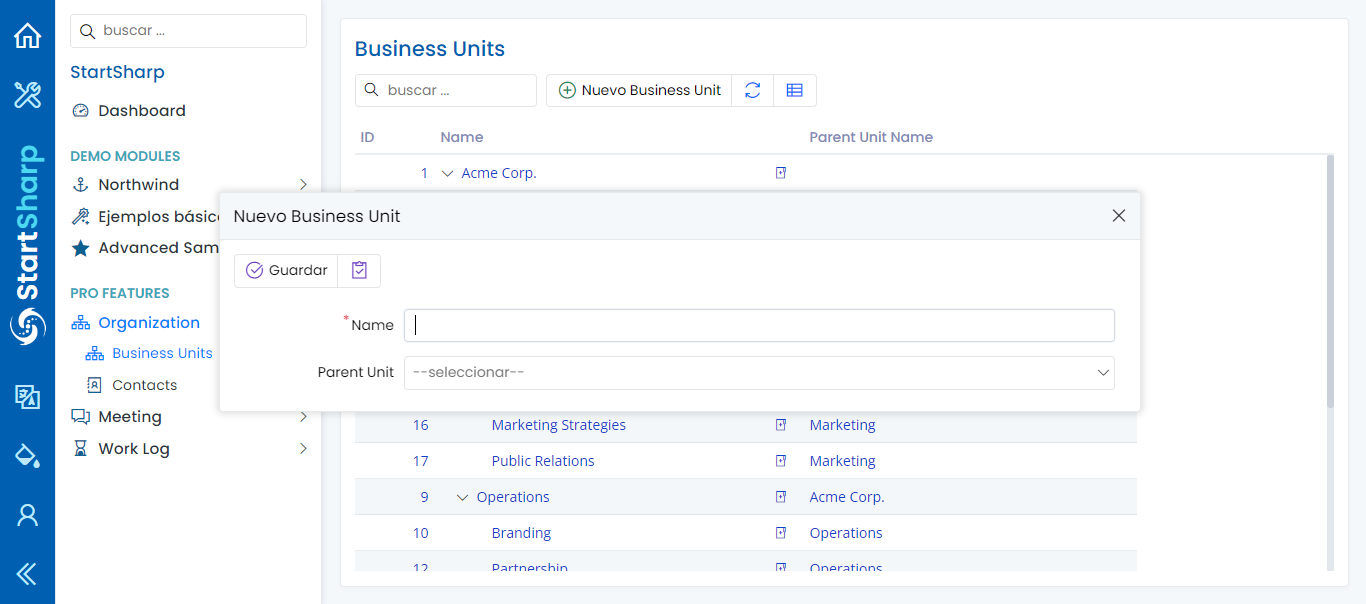 buscar ...
StartSharp
Dashboard
DEMO MODULES
Northwind
Ejemplos básic
Advanced Sam
PRO FEATURES
Organization
Business Units
Contacts
Meeting
Work Log
StartSharp
Business Units
buscar ...
Nuevo Business Unit
ID Name Parent Unit Name
1 Acme Corp.
Nuevo Business Unit
Guardar
*Name
Parent Unit --seleccionar--
16 Marketing Strategies Marketing
17 Public Relations Marketing
9 Operations Acme Corp.
10 Branding Operations
12 Partnership Operations